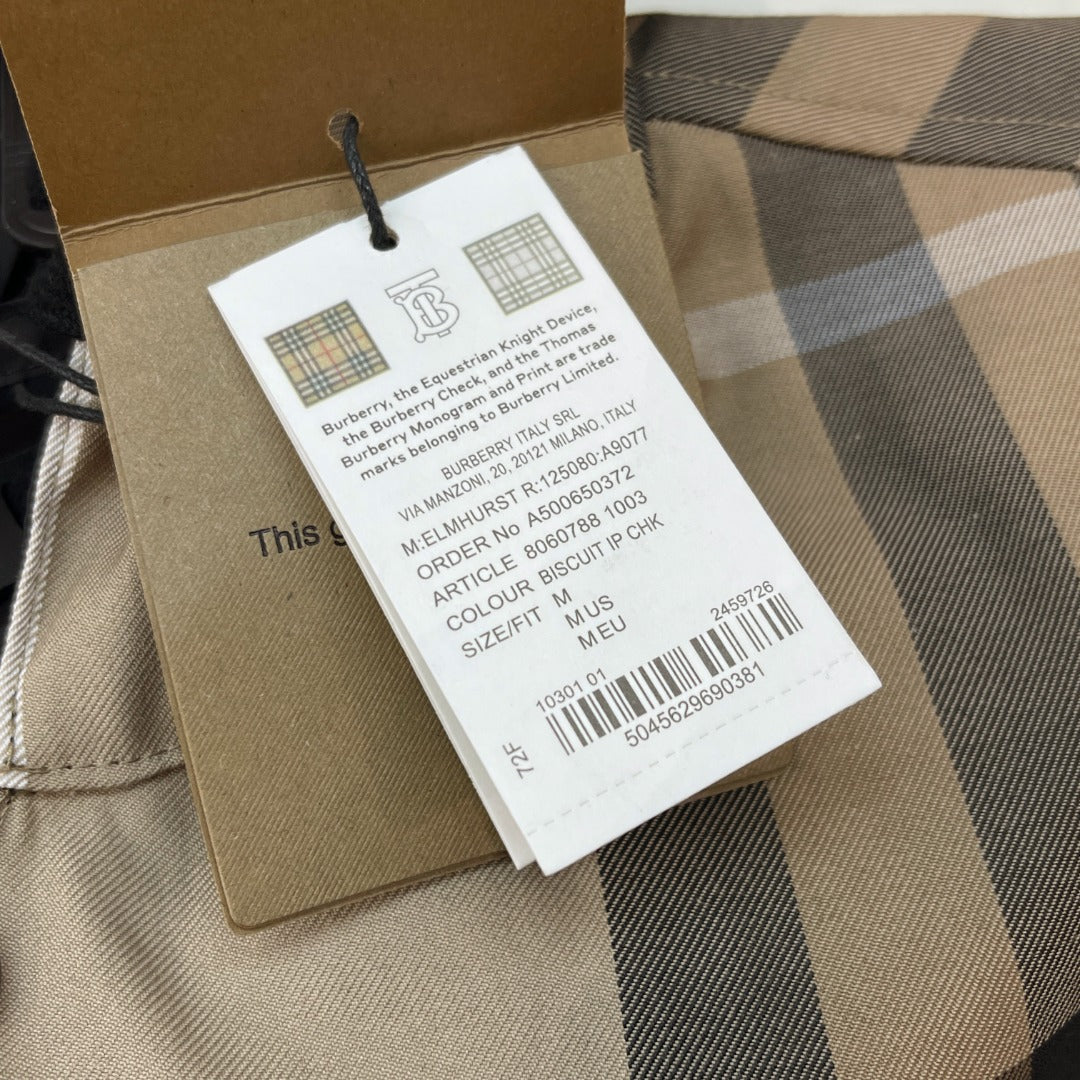 TB
Burberry, the Equestrian Knight Device,
the Burberry Check, and the Thomas
Burberry Monogram and Print are trade
marks belonging to Burberry Limited.
BURBERRY ITALY SRL
VIA MANZONI, 20, 20121 MILANO, ITALY
M:ELMHURST R:125080:A9077
ORDER No A500650372
ARTICLE 8060788 1003
COLOUR BISCUIT IP CHK
SIZE/FIT M
M US
M EU
2459726
10301 01
5045629690381
72F
This